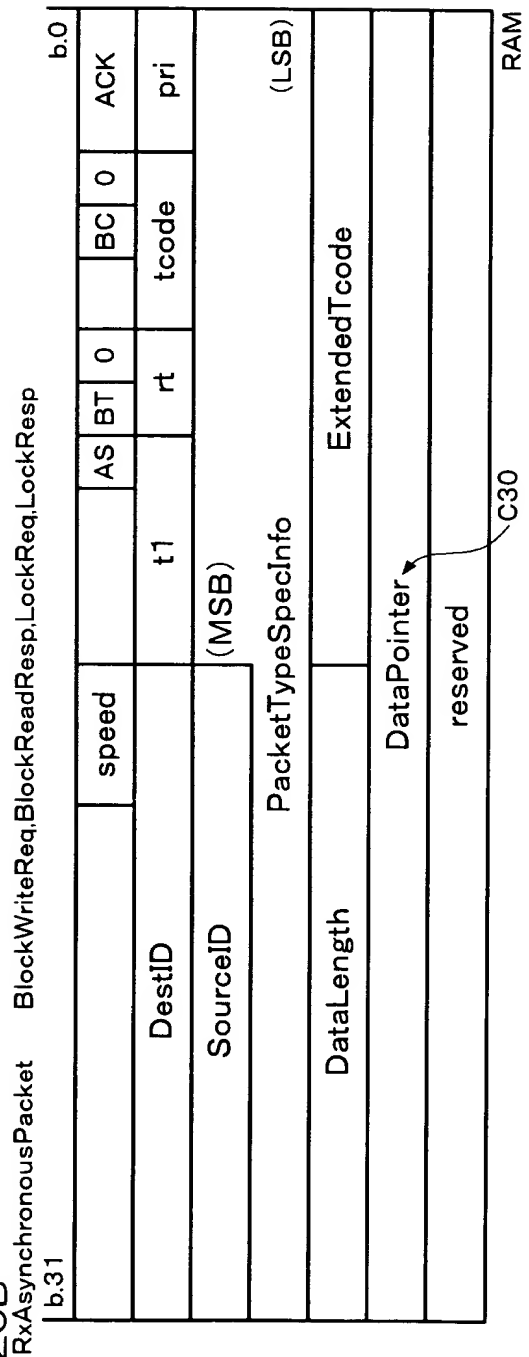 RxAsynchronousPacket BlockWriteReq,BlockReadResp,LockReq,LockResp
b.31 b.0
speed AS BT 0 BC 0 ACK
DestID t1 rt tcode pri
SourceID (MSB)
PacketTypeSpecInfo (LSB)
DataLength ExtendedTcode
DataPointer
C30
reserved
RAM